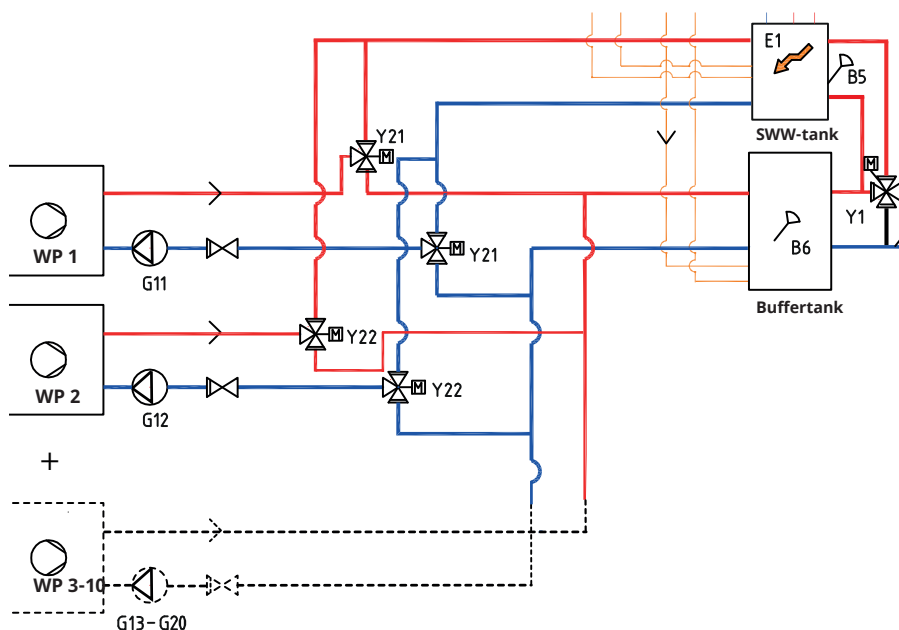 E1
B5
SWW-tank
Y21
M
M
WP 1
Y1
G11
M
Y21
B6
Buffertank
M
Y22
WP 2
M
Y22
G12
+
WP 3-10
G13-G20